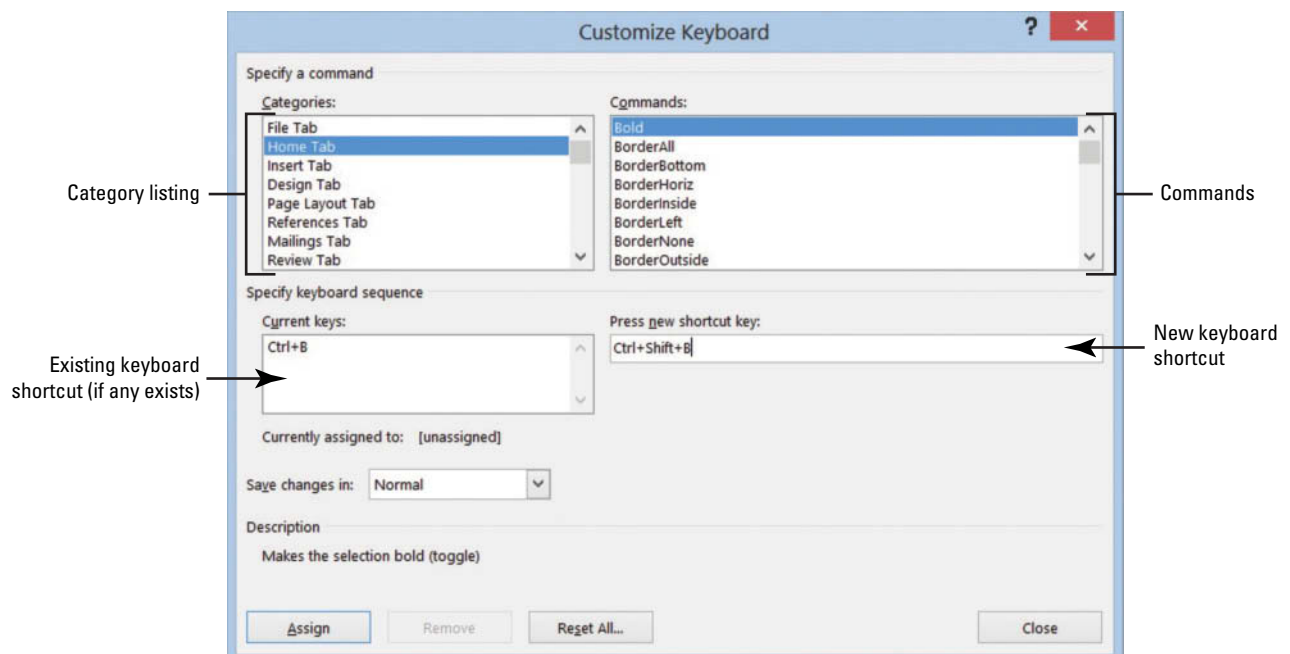 Customize Keyboard
?
×
Specify a command
Categories:
Commands:
File Tab
Home Tab
Insert Tab
Design Tab
Page Layout Tab
References Tab
Mailings Tab
Review Tab
Bold
BorderAll
BorderBottom
BorderHoriz
BorderInside
BorderLeft
BorderNone
BorderOutside
Category listing
Commands
Specify keyboard sequence
Current keys:
Press new shortcut key:
Ctrl+B
Ctrl+Shift+B
Existing keyboard
shortcut (if any exists)
New keyboard
shortcut
Currently assigned to: [unassigned]
Save changes in: Normal
Description
Makes the selection bold (toggle)
Assign
Remove
Reset All...
Close